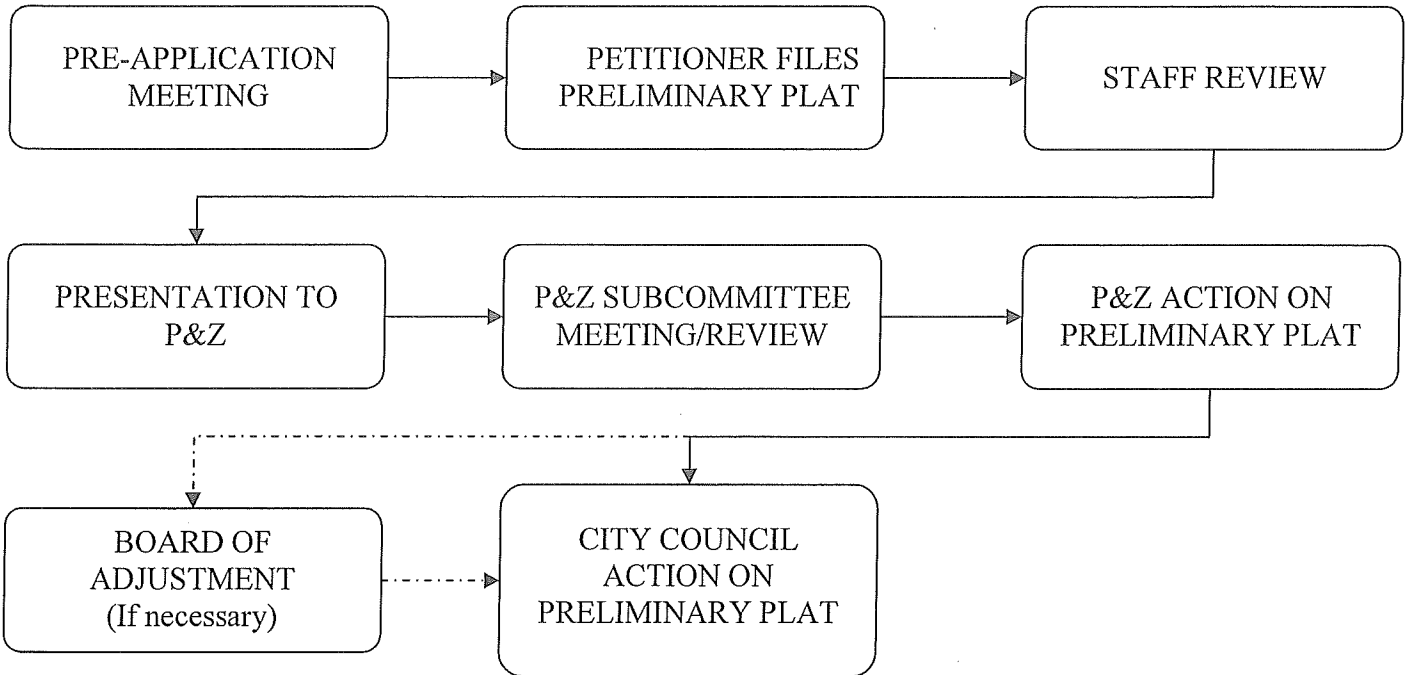 PRE-APPLICATION
MEETING
PETITIONER FILES
PRELIMINARY PLAT
STAFF REVIEW
PRESENTATION TO
P&Z
P&Z SUBCOMMITTEE
MEETING/REVIEW
P&Z ACTION ON
PRELIMINARY PLAT
BOARD OF
ADJUSTMENT
(If necessary)
CITY COUNCIL
ACTION ON
PRELIMINARY PLAT